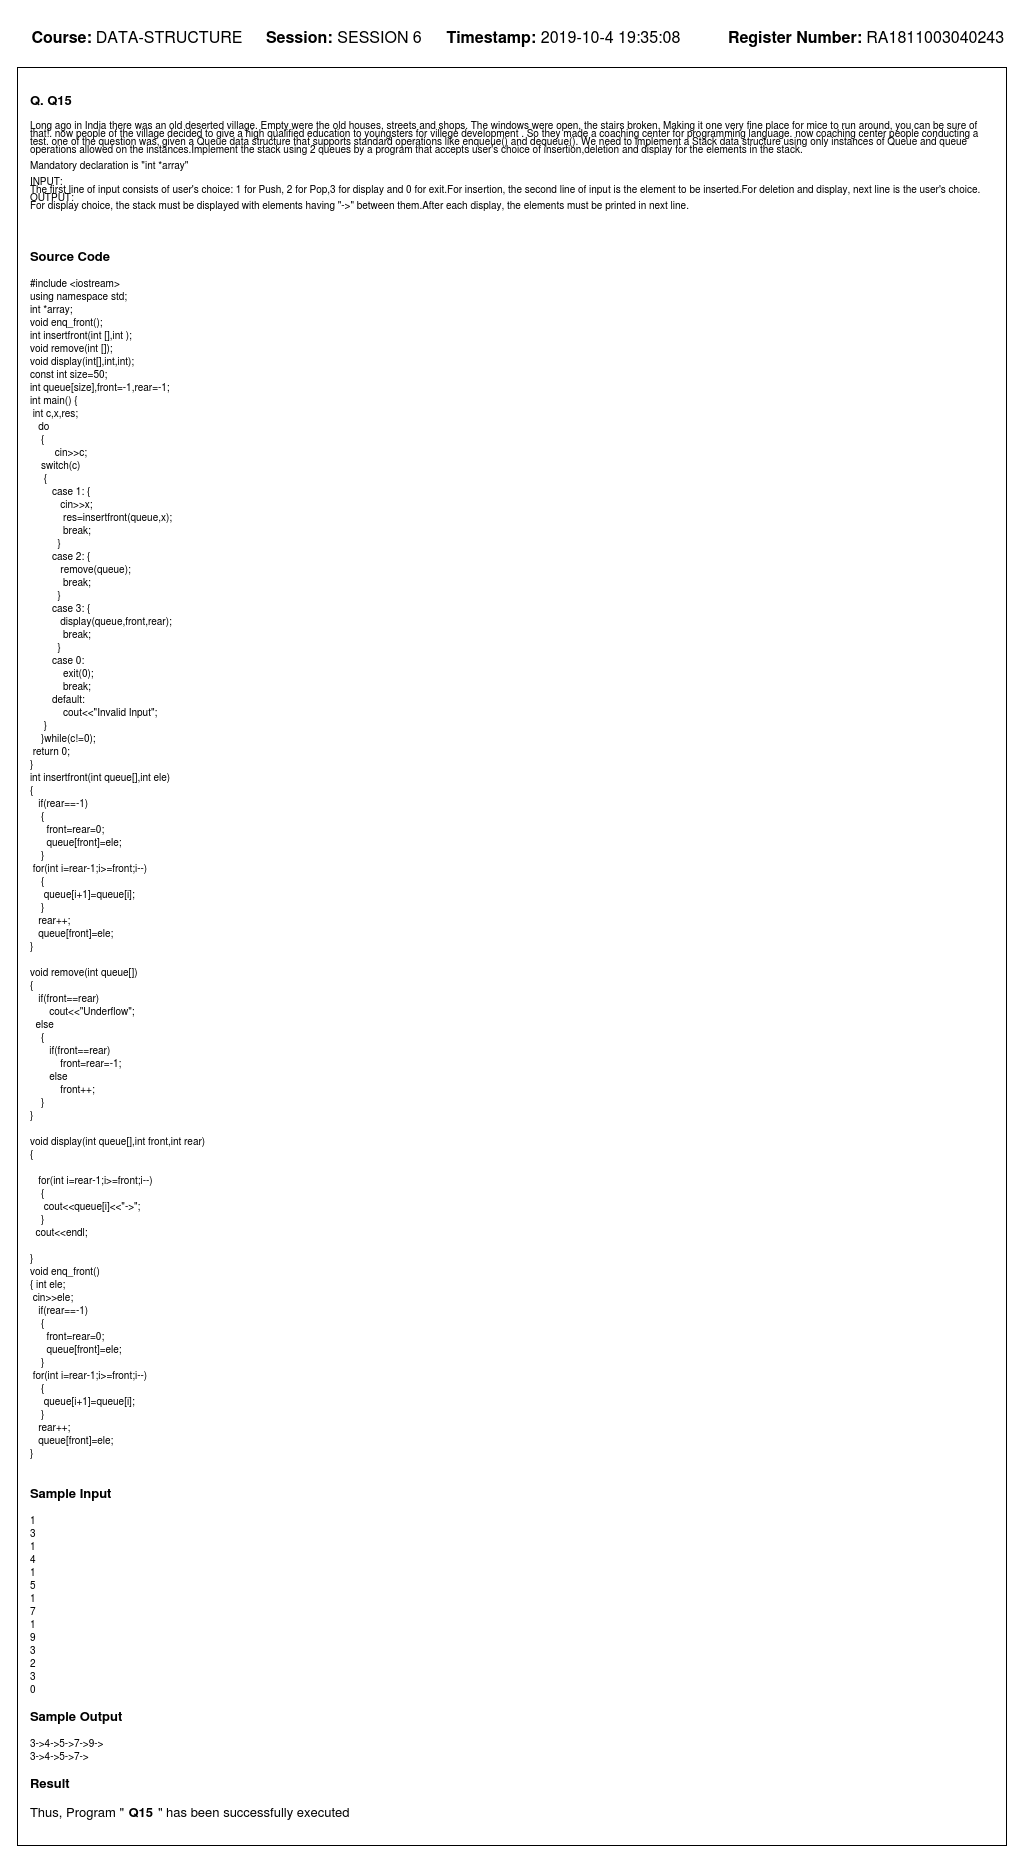 Course: DATA-STRUCTURE Session: SESSION 6 Timestamp: 2019-10-4 19:35:08 Register Number: RA1811003040243
Q. Q15
Long ago in India there was an old deserted village. Empty were the old houses, streets and shops. The windows were open, the stairs broken, Making it one very fine place for mice to run around, you can be sure of
that!. now people of the village decided to give a high qualified education to youngsters for villege development . So they made a coaching center for programming language. now coaching center people conducting a
test. one of the question was, given a Queue data structure that supports standard operations like enqueue() and dequeue(). We need to implement a Stack data structure using only instances of Queue and queue
operations allowed on the instances.Implement the stack using 2 queues by a program that accepts user's choice of insertion,deletion and display for the elements in the stack.
Mandatory declaration is "int *array"
INPUT:
The first line of input consists of user's choice: 1 for Push, 2 for Pop,3 for display and 0 for exit.For insertion, the second line of input is the element to be inserted.For deletion and display, next line is the user's choice.
OUTPUT:
For display choice, the stack must be displayed with elements having "->" between them.After each display, the elements must be printed in next line.
Source Code
#include <iostream>
using namespace std;
int *array;
void enq_front();
int insertfront(int [],int );
void remove(int []);
void display(int[],int,int);
const int size=50;
int queue[size],front=-1,rear=-1;
int main() {
int c,x,res;
do
{
cin>>c;
switch(c)
{
case 1: {
cin>>x;
res=insertfront(queue,x);
break;
}
case 2: {
remove(queue);
break;
}
case 3: {
display(queue,front,rear);
break;
}
case 0:
exit(0);
break;
default:
cout<<"Invalid Input";
}
}while(c!=0);
return 0;
}
int insertfront(int queue[],int ele)
{
if(rear==-1)
{
front=rear=0;
queue[front]=ele;
}
for(int i=rear-1;i>=front;i--)
{
queue[i+1]=queue[i];
}
rear++;
queue[front]=ele;
}
void remove(int queue[])
{
if(front==rear)
cout<<"Underflow";
else
{
if(front==rear)
front=rear=-1;
else
front++;
}
}
void display(int queue[],int front,int rear)
{
for(int i=rear-1;i>=front;i--)
{
cout<<queue[i]<<"->";
}
cout<<endl;
}
void enq_front()
{ int ele;
cin>>ele;
if(rear==-1)
{
front=rear=0;
queue[front]=ele;
}
for(int i=rear-1;i>=front;i--)
{
queue[i+1]=queue[i];
}
rear++;
queue[front]=ele;
}
Sample Input
1
3
1
4
1
5
1
7
1
9
3
2
3
0
Sample Output
3->4->5->7->9->
3->4->5->7->
Result
Thus, Program " Q15 " has been successfully executed